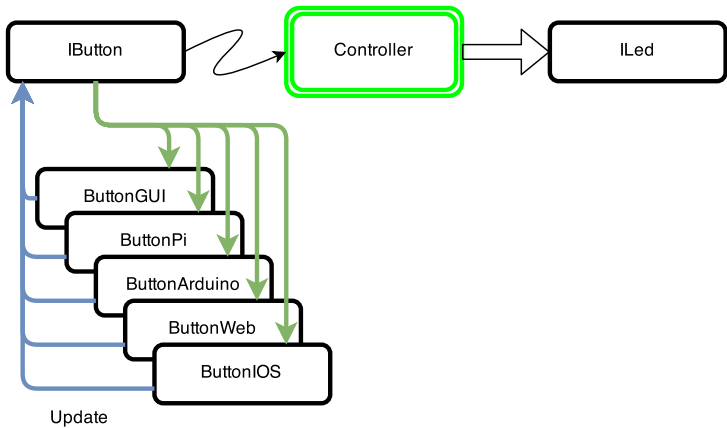 IButton
Controller
ILed
ButtonGUI
ButtonPi
ButtonArduino
ButtonWeb
ButtonIOS
Update